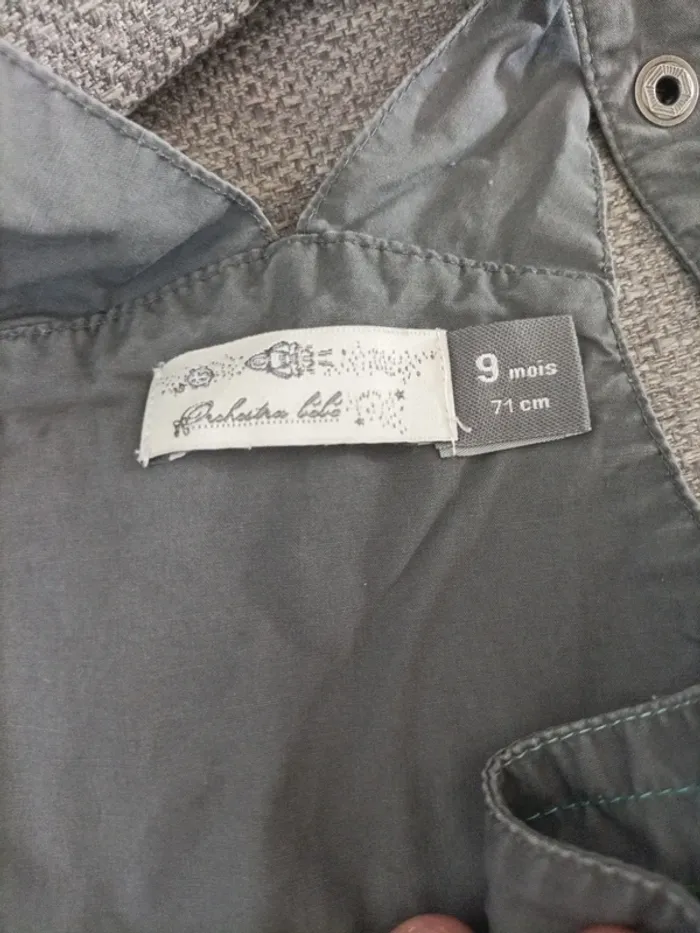 Orchestra bébé
9 mois
71 cm